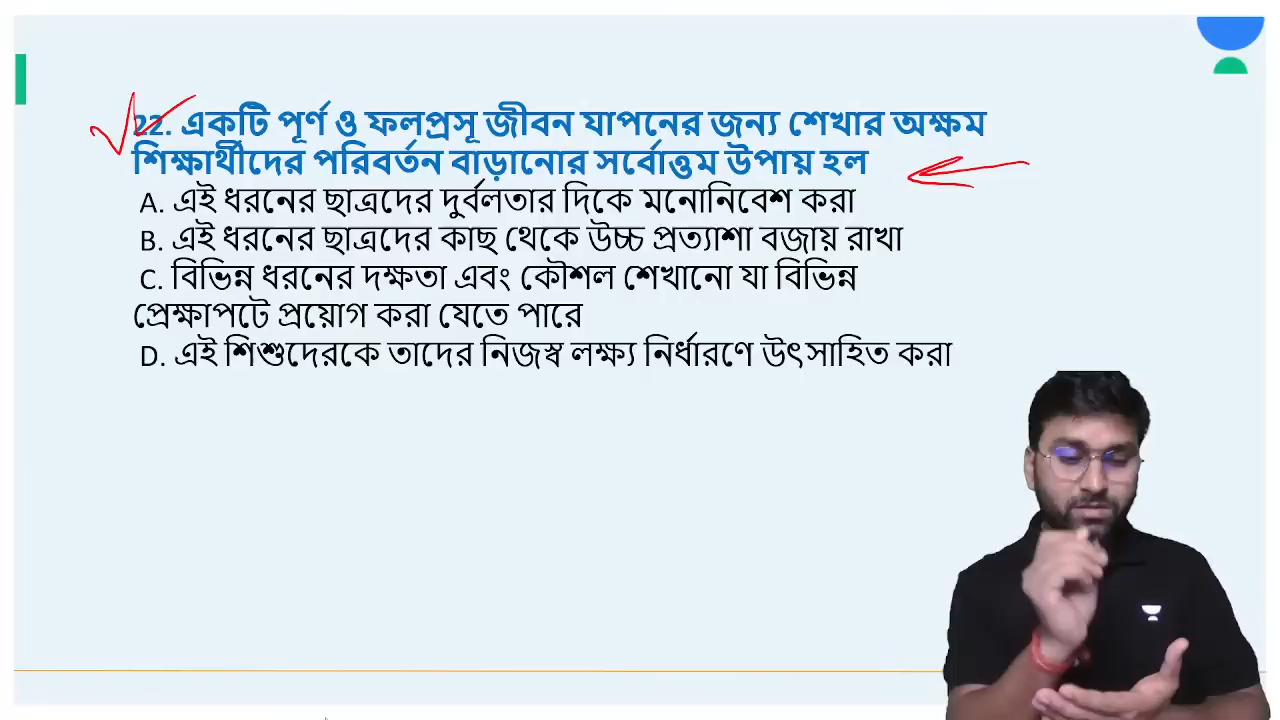 22. একটি পূর্ণ ও ফলপ্রসূ জীবন যাপনের জন্য শেখার অক্ষম
শিক্ষার্থীদের পরিবর্তন বাড়ানোর সর্বোত্তম উপায় হল
A. এই ধরনের ছাত্রদের দুর্বলতার দিকে মনোনিবেশ করা
B. এই ধরনের ছাত্রদের কাছ থেকে উচ্চ প্রত্যাশা বজায় রাখা
C. বিভিন্ন ধরনের দক্ষতা এবং কৌশল শেখানো যা বিভিন্ন
প্রেক্ষাপটে প্রয়োগ করা যেতে পারে
D. এই শিশুদেরকে তাদের নিজস্ব লক্ষ্য নির্ধারণে উৎসাহিত করা